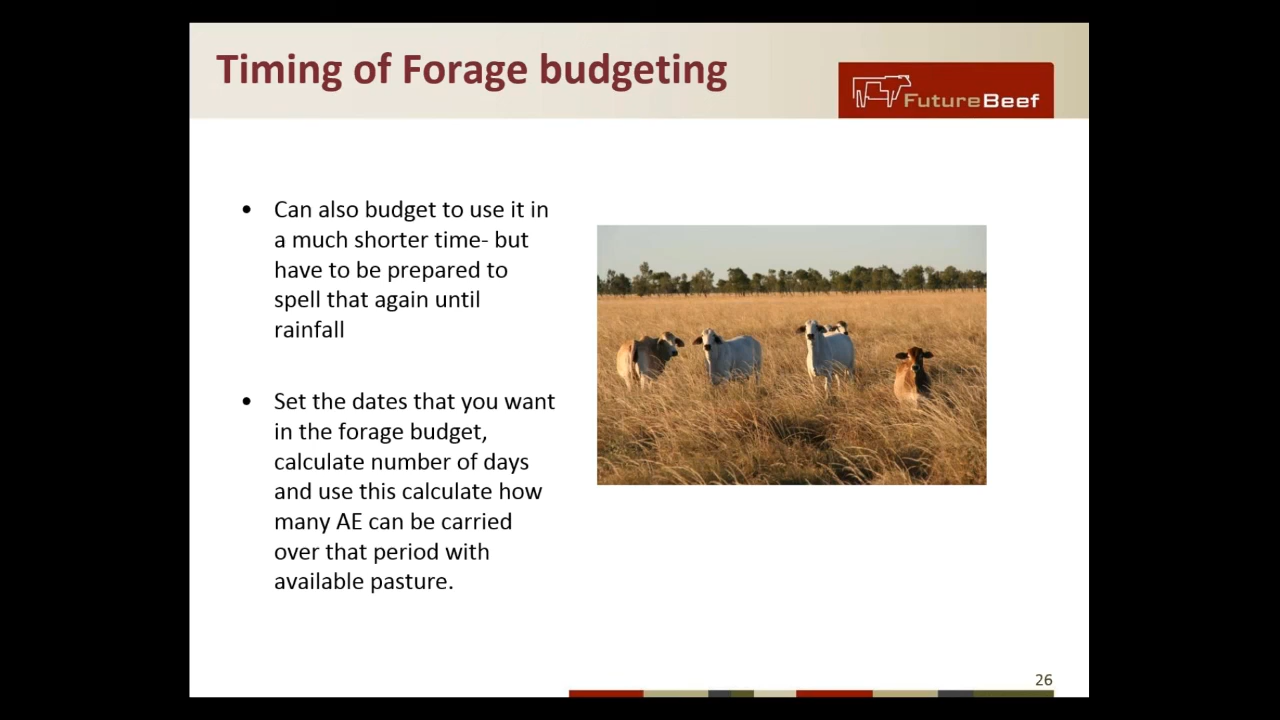 Timing of Forage budgeting
FutureBeef
• Can also budget to use it in
a much shorter time- but
have to be prepared to
spell that again until
rainfall
• Set the dates that you want
in the forage budget,
calculate number of days
and use this calculate how
many AE can be carried
over that period with
available pasture.
26